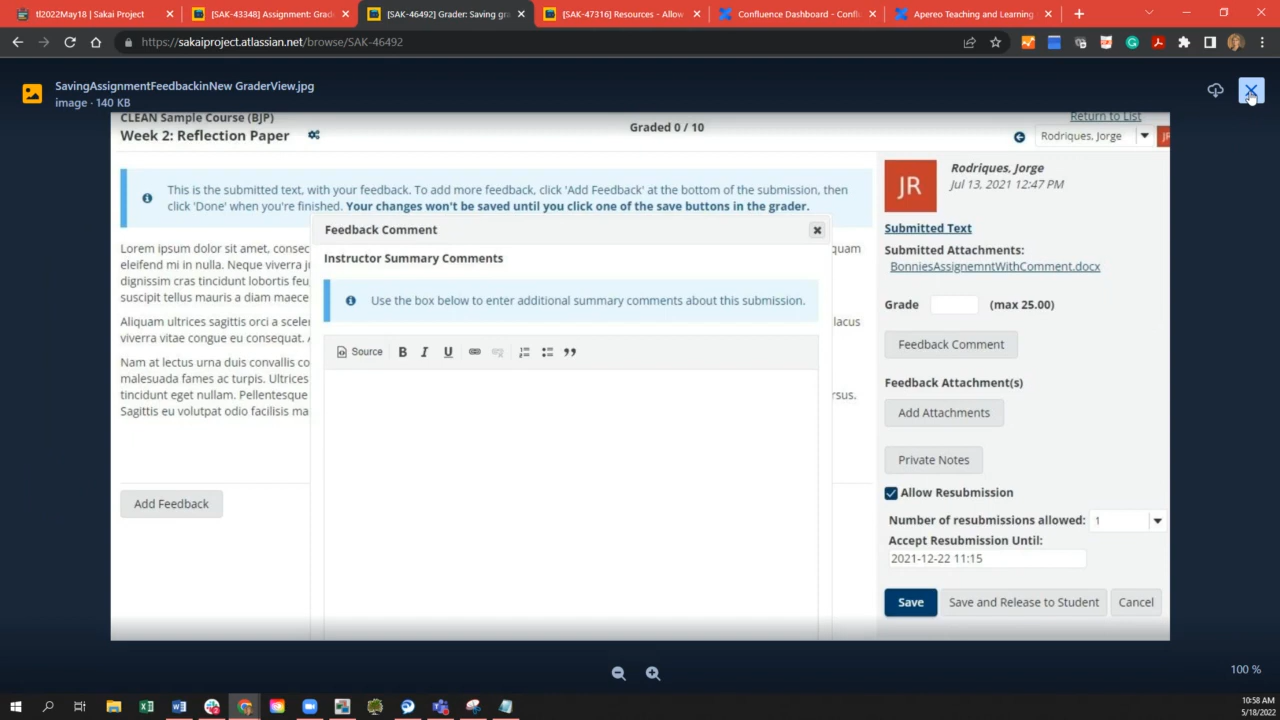 tl2022May18 | Sakai Project
[SAK-43348] Assignment: Grad
[SAK-46492] Grader: Saving gra
[SAK-47316] Resources - Allow
Confluence Dashboard - Confl
Apereo Teaching and Learning
https://sakaiproject.atlassian.net/browse/SAK-46492
SavingAssignmentFeedbackinNew GraderView.jpg
image · 140 KB
CLEAN Sample Course (BJP)
Week 2: Reflection Paper
Graded 0 / 10
Return to List
Rodriques, Jorge
JR
This is the submitted text, with your feedback. To add more feedback, click 'Add Feedback' at the bottom of the submission, then
click 'Done' when you're finished. Your changes won't be saved until you click one of the save buttons in the grader.
Lorem ipsum dolor sit amet, consec
quam
eleifend mi in nulla. Neque viverra ju
dignissim cras tincidunt lobortis feug
suscipit tellus mauris a diam maece
Aliquam ultrices sagittis orci a sceler
lacus
viverra vitae congue eu consequat. A
Nam at lectus urna duis convallis co
malesuada fames ac turpis. Ultrices
tincidunt eget nullam. Pellentesque
rsus.
Sagittis eu volutpat odio facilisis ma
Add Feedback
Feedback Comment
Instructor Summary Comments
Use the box below to enter additional summary comments about this submission.
Source B I U
JR
Rodriques, Jorge
Jul 13, 2021 12:47 PM
Submitted Text
Submitted Attachments:
BonniesAssignemntWithComment.docx
Grade (max 25.00)
Feedback Comment
Feedback Attachment(s)
Add Attachments
Private Notes
Allow Resubmission
Number of resubmissions allowed: 1
Accept Resubmission Until:
2021-12-22 11:15
Save Save and Release to Student Cancel
100 %
10:58 AM
5/18/2022